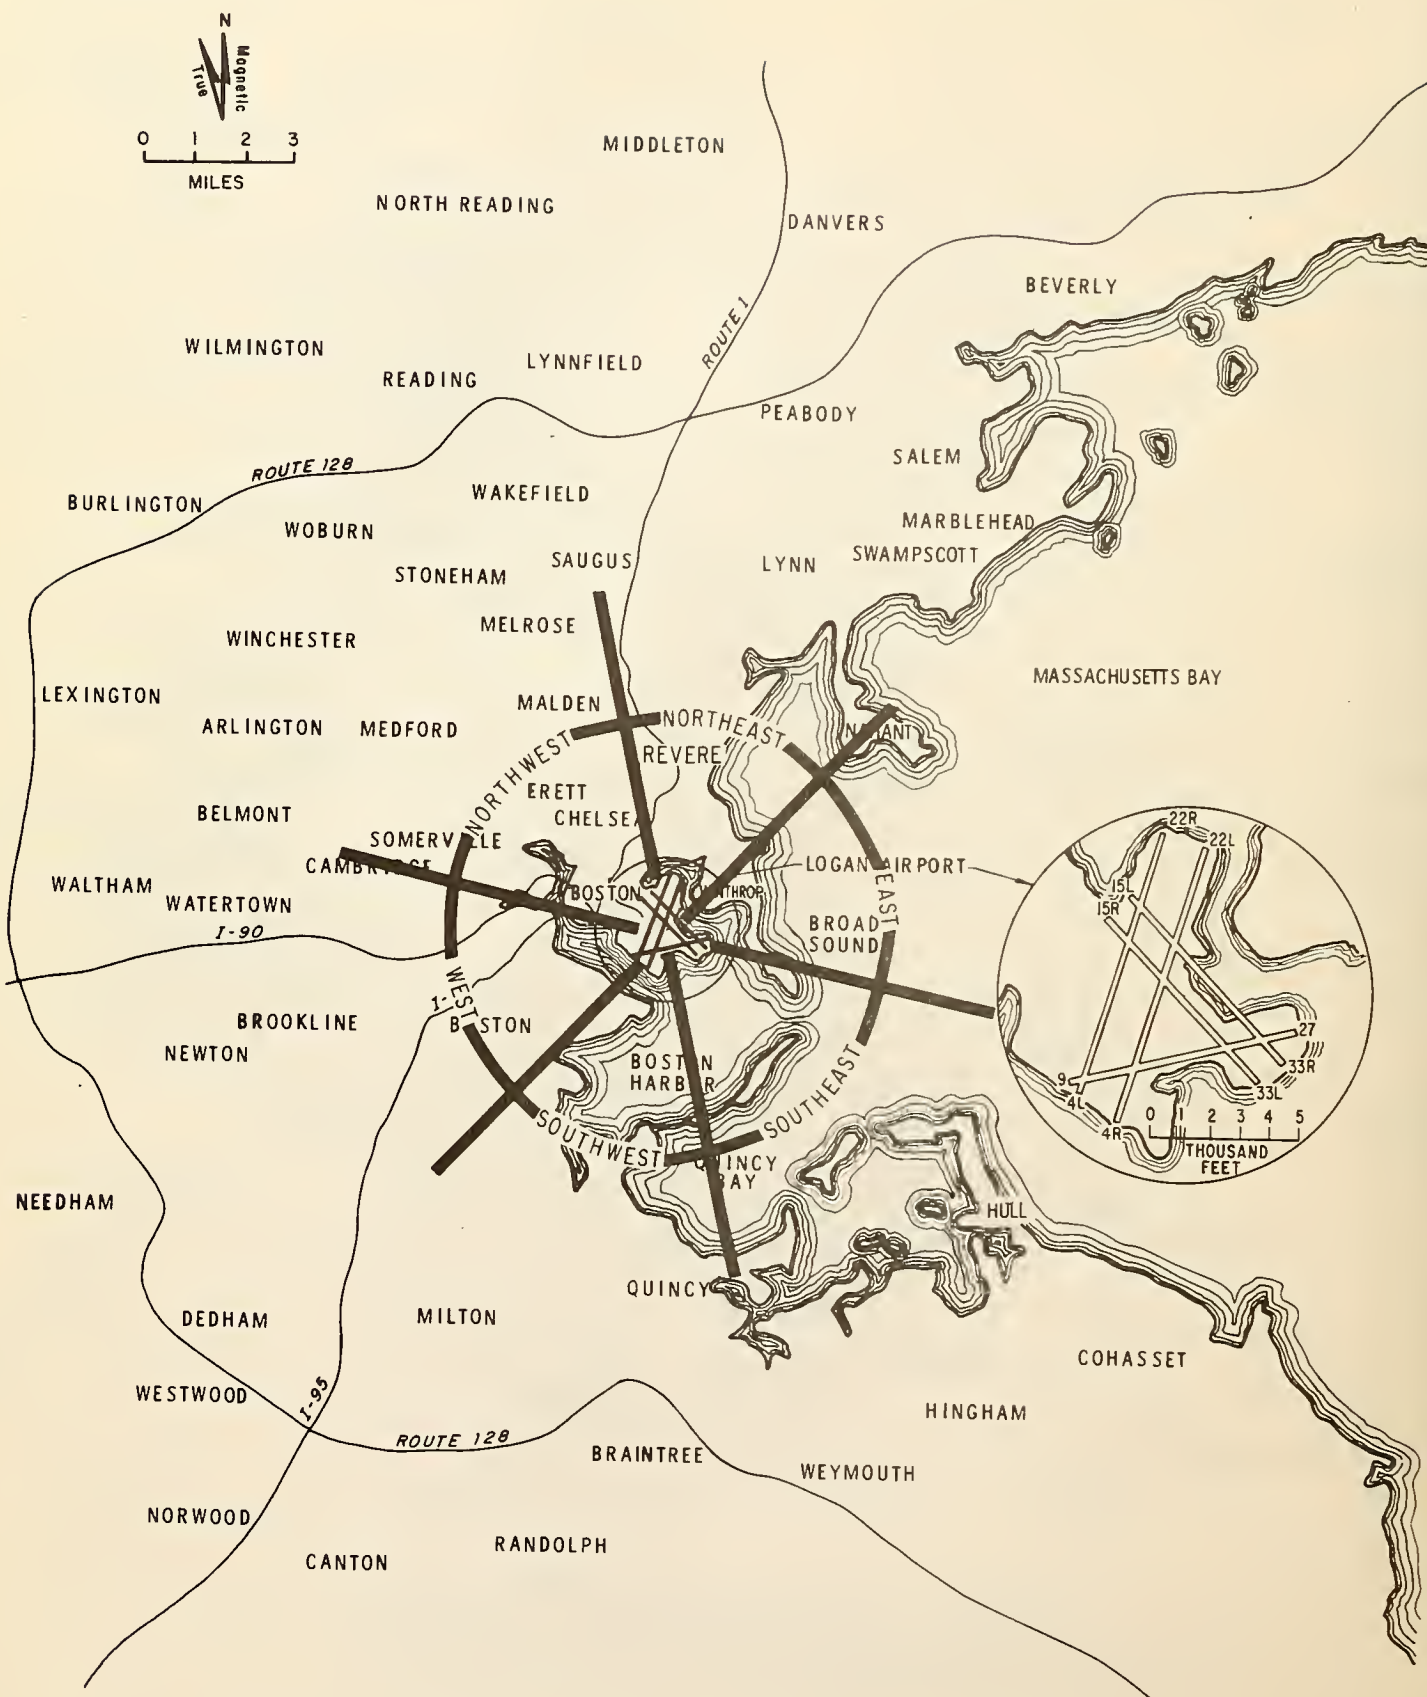 N
True
Magnetic
0 1 2 3
MILES
MIDDLETON
NORTH READING
DANVERS
BEVERLY
ROUTE 1
WILMINGTON
READING
LYNNFIELD
PEABODY
SALEM
ROUTE 128
BURLINGTON
WAKEFIELD
WOBURN
MARBLEHEAD
SWAMPSCOTT
LYNN
SAUGUS
STONEHAM
MELROSE
WINCHESTER
MASSACHUSETTS BAY
LEXINGTON
MALDEN
ARLINGTON
MEDFORD
NORTHEAST
NORTHWEST
REVERE
ERETT
CHELSEA
BELMONT
LOGAN AIRPORT
WALTHAM
WATERTOWN
BOSTON
WINTHROP
EAST
BROAD
SOUND
I-90
WEST
BROOKLINE
NEWTON
BOSTON
HARBOR
SOUTHEAST
SOUTHWEST
22R
22L
15L
15R
27
33R
33L
9
4L
4R
0 1 2 3 4 5
THOUSAND
FEET
QUINCY
BAY
NEEDHAM
HULL
QUINCY
DEDHAM
MILTON
COHASSET
WESTWOOD
I-95
HINGHAM
ROUTE 128
BRAINTREE
WEYMOUTH
NORWOOD
RANDOLPH
CANTON